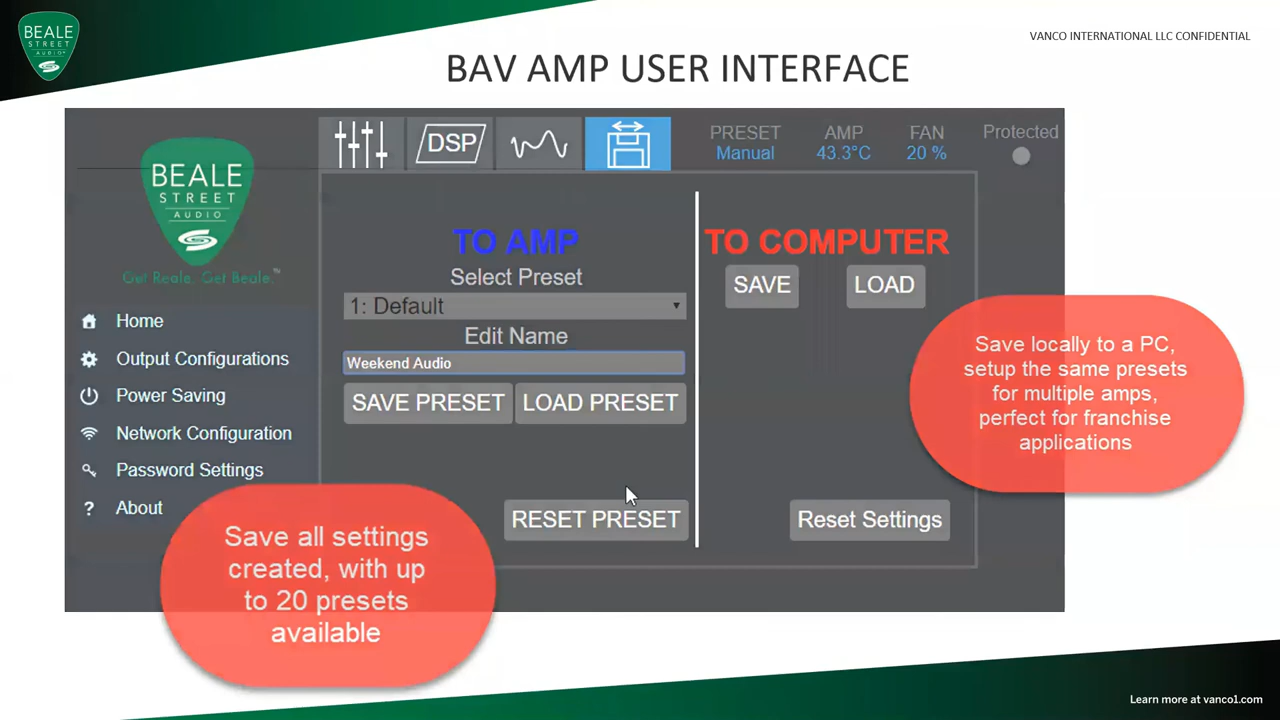 BEALE
STREET
AUDIO
VANCO INTERNATIONAL LLC CONFIDENTIAL
BAV AMP USER INTERFACE
BEALE
STREET
AUDIO
Get Reale. Get Beale.™
DSP
PRESET
Manual
AMP
43.3°C
FAN
20 %
Protected
Home
Output Configurations
Power Saving
Network Configuration
Password Settings
? About
TO AMP
Select Preset
1: Default
Edit Name
Weekend Audio
SAVE PRESET
LOAD PRESET
RESET PRESET
TO COMPUTER
SAVE
LOAD
Reset Settings
Save locally to a PC,
setup the same presets
for multiple amps,
perfect for franchise
applications
Save all settings
created, with up
to 20 presets
available
Learn more at vanco1.com